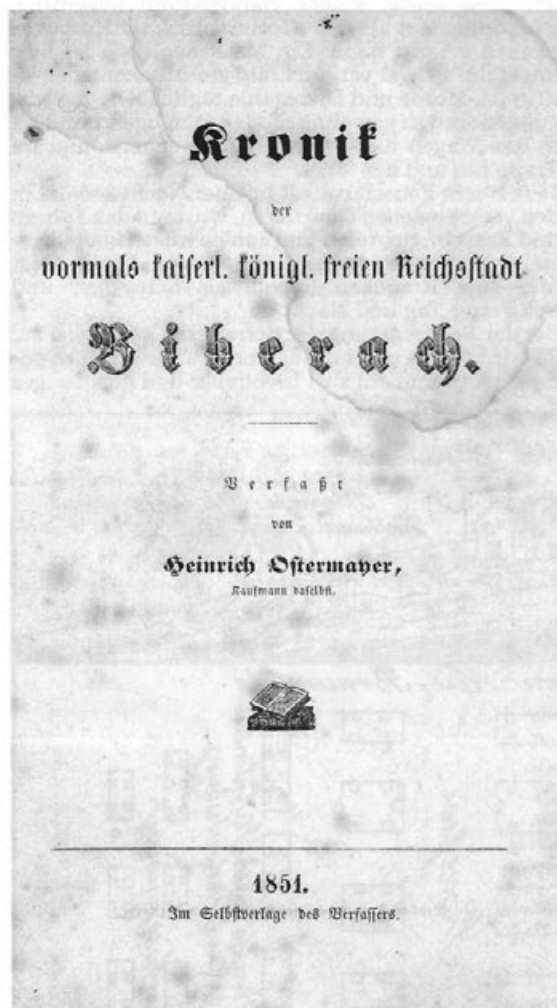 Kronik
der
vormals kaiserl. königl. freien Reichsstadt
Biberach.
Verfaßt
von
Heinrich Ostermayer,
Kaufmann daselbst.
1851.
Im Selbstverlage des Verfassers.